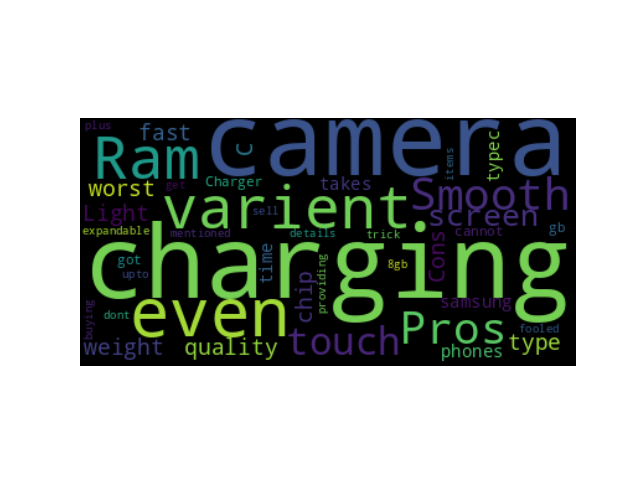 plus
fast
C
camera
Ram
typec
items
worst
Charger
get
takes
Smooth
Light
varient
sell
screen
expandable
mentioned
details
trick
cannot
gb
charging
got
upto
time
chip
providing
8gb
Cons
samsung
buying
dont
even
touch
Pros
fooled
weight
quality
phones
type